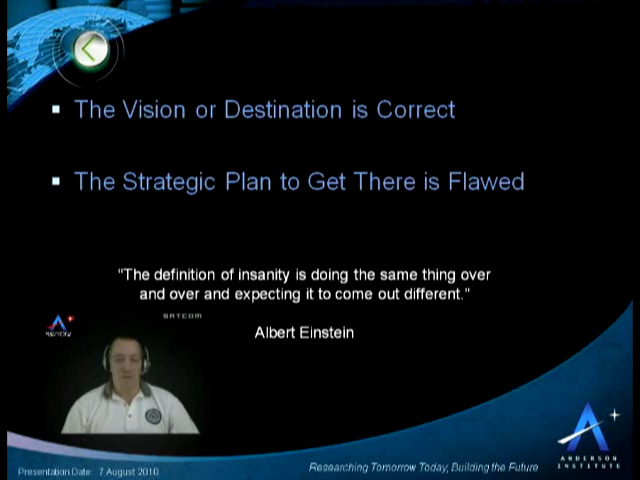 The Vision or Destination is Correct
The Strategic Plan to Get There is Flawed
"The definition of insanity is doing the same thing over
and over and expecting it to come out different."
SATCOM
Albert Einstein
ANDERSON
INSTITUTE
Presentation Date: 7 August 2010
Researching Tomorrow Today, Building the Future